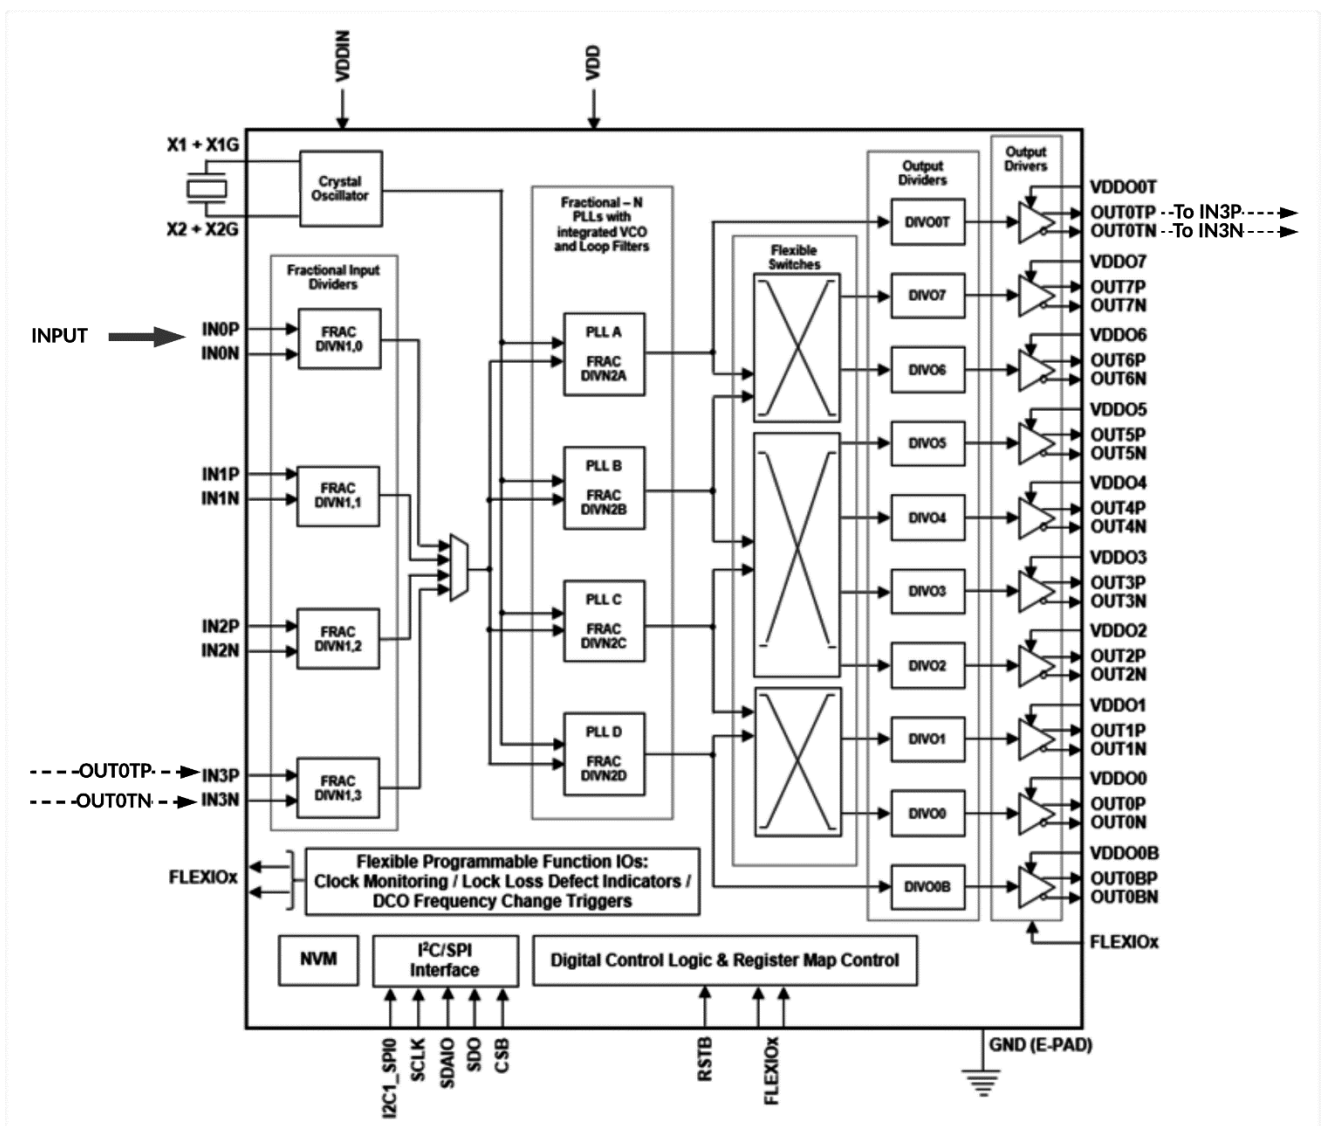 VDDIN
VDD
X1 + X1G
X2 + X2G
Crystal
Oscillator
Fractional Input
Dividers
INPUT
IN0P
IN0N
FRAC
DIVN1,0
IN1P
IN1N
FRAC
DIVN1,1
IN2P
IN2N
FRAC
DIVN1,2
OUT0TP
OUT0TN
IN3P
IN3N
FRAC
DIVN1,3
Fractional – N
PLLs with
integrated VCO
and Loop Filters
PLL A
FRAC
DIVN2A
PLL B
FRAC
DIVN2B
PLL C
FRAC
DIVN2C
PLL D
FRAC
DIVN2D
Flexible
Switches
Output
Dividers
DIVO0T
DIVO7
DIVO6
DIVO5
DIVO4
DIVO3
DIVO2
DIVO1
DIVO0
DIVO0B
Output
Drivers
VDDO0T
OUT0TP To IN3P
OUT0TN To IN3N
VDDO7
OUT7P
OUT7N
VDDO6
OUT6P
OUT6N
VDDO5
OUT5P
OUT5N
VDDO4
OUT4P
OUT4N
VDDO3
OUT3P
OUT3N
VDDO2
OUT2P
OUT2N
VDDO1
OUT1P
OUT1N
VDDO0
OUT0P
OUT0N
VDDO0B
OUT0BP
OUT0BN
FLEXIOx
FLEXIOx
Flexible Programmable Function IOs:
Clock Monitoring / Lock Loss Defect Indicators /
DCO Frequency Change Triggers
NVM
I²C/SPI
Interface
Digital Control Logic & Register Map Control
I2C1_SPI0
SCLK
SDAIO
SDO
CSB
RSTB
FLEXIOx
GND (E-PAD)